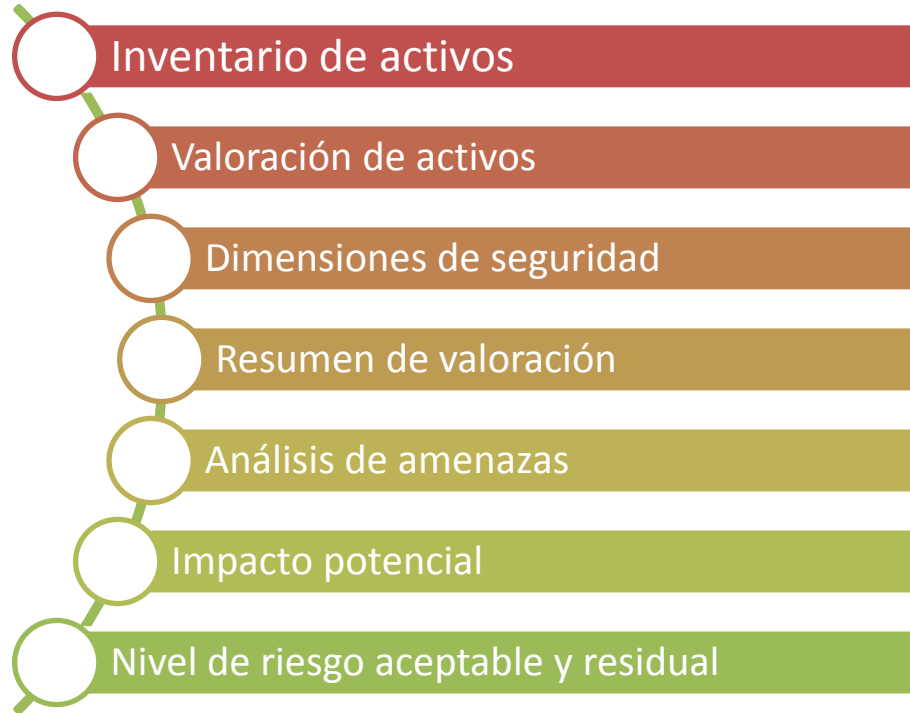 Inventario de activos
Valoración de activos
Dimensiones de seguridad
Resumen de valoración
Análisis de amenazas
Impacto potencial
Nivel de riesgo aceptable y residual